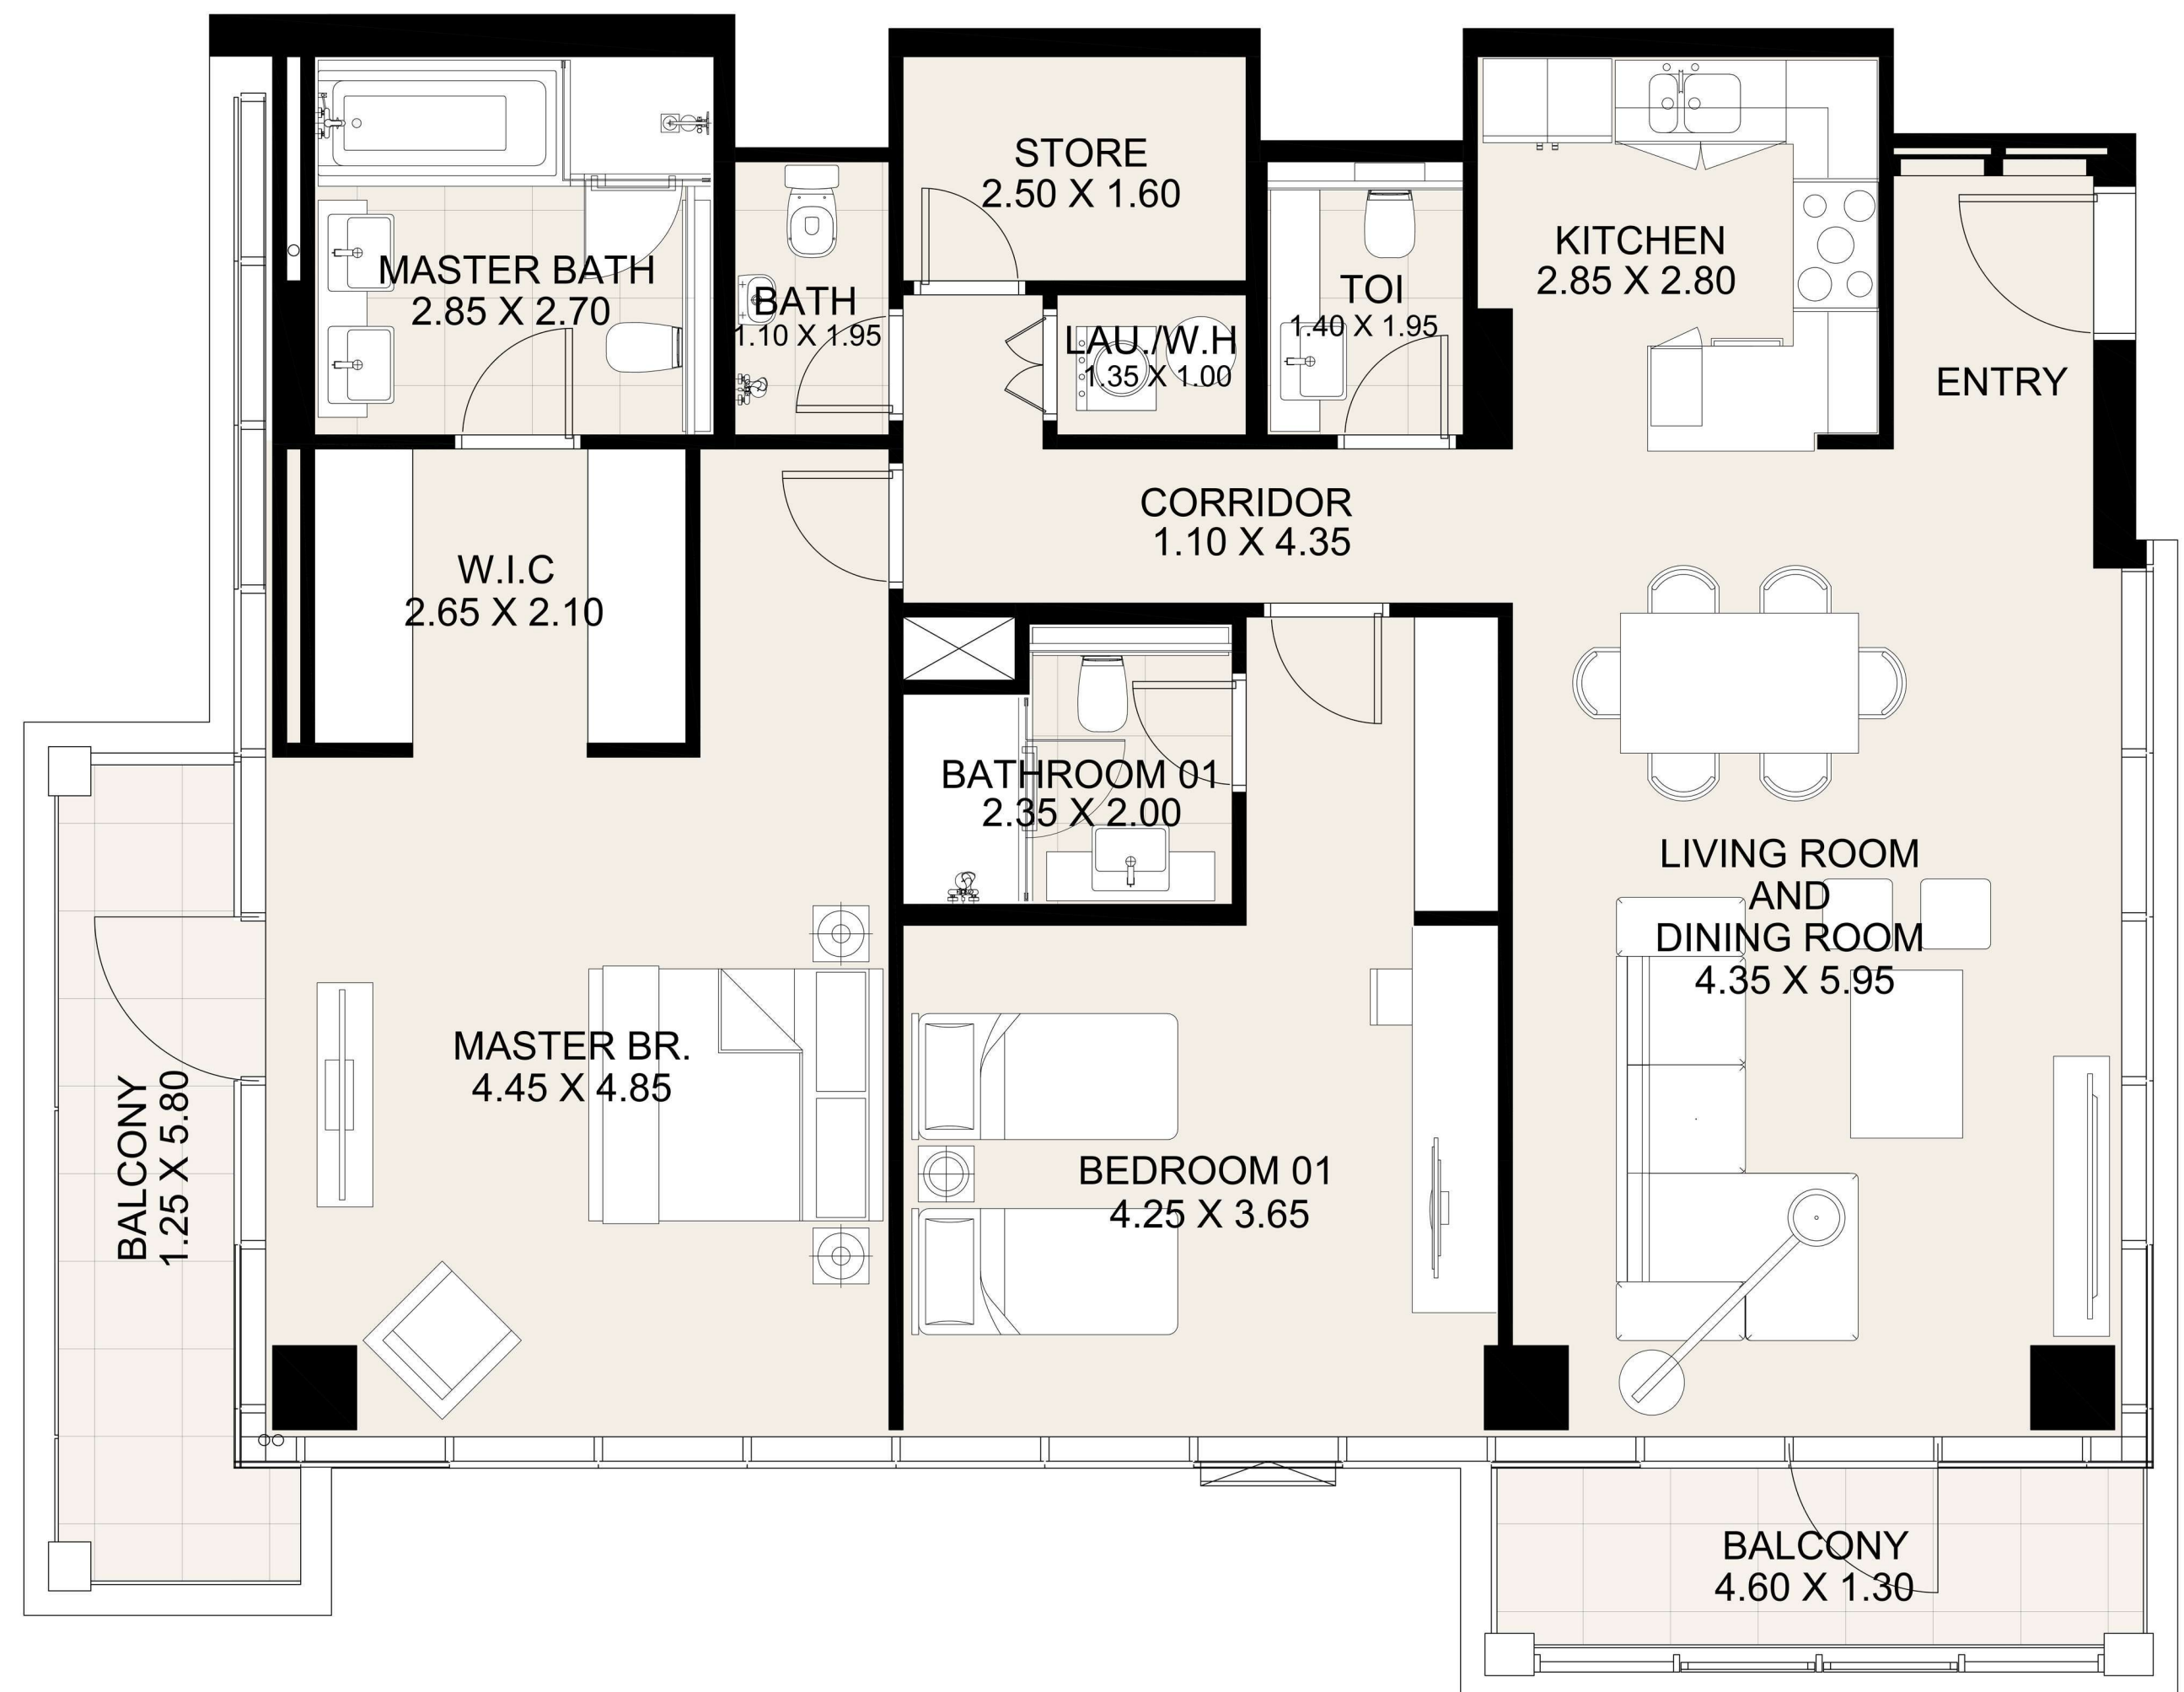 STORE
2.50 X 1.60
KITCHEN
2.85 X 2.80
MASTER BATH
2.85 X 2.70
BATH
1.10 X 1.95
TOI
1.40 X 1.95
LAU./W.H
1.35 X 1.00
ENTRY
CORRIDOR
1.10 X 4.35
W.I.C
2.65 X 2.10
BATHROOM 01
2.35 X 2.00
LIVING ROOM
AND
DINING ROOM
4.35 X 5.95
MASTER BR.
4.45 X 4.85
BALCONY
1.25 X 5.80
BEDROOM 01
4.25 X 3.65
BALCONY
4.60 X 1.30